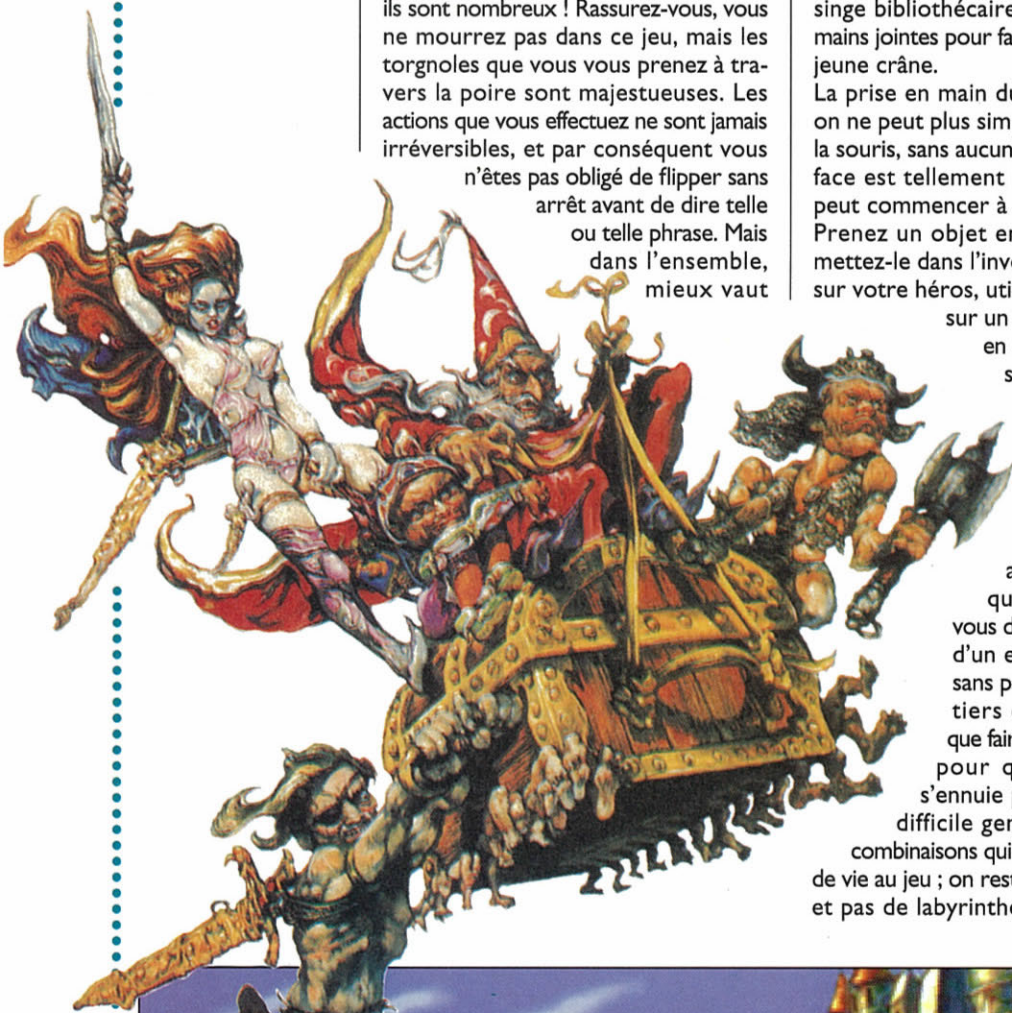 ils sont nombreux ! Rassurez-vous, vous
ne mourrez pas dans ce jeu, mais les
torgnoles que vous vous prenez à tra-
vers la poire sont majestueuses. Les
actions que vous effectuez ne sont jamais
irréversibles, et par conséquent vous
n'êtes pas obligé de flipper sans
arrêt avant de dire telle
ou telle phrase. Mais
dans l'ensemble,
mieux vaut
singe bibliothécaire
mains jointes pour fa
jeune crâne.
La prise en main du
on ne peut plus sim
la souris, sans aucun
face est tellement
peut commencer à
Prenez un objet en
mettez-le dans l'inve
sur votre héros, uti
sur un
en
s
a
qu
vous d
d'un e
sans p
tiers
que fair
pour q
s'ennuie
difficile ger
combinaisons qui
de vie au jeu ; on rest
et pas de labyrinthe